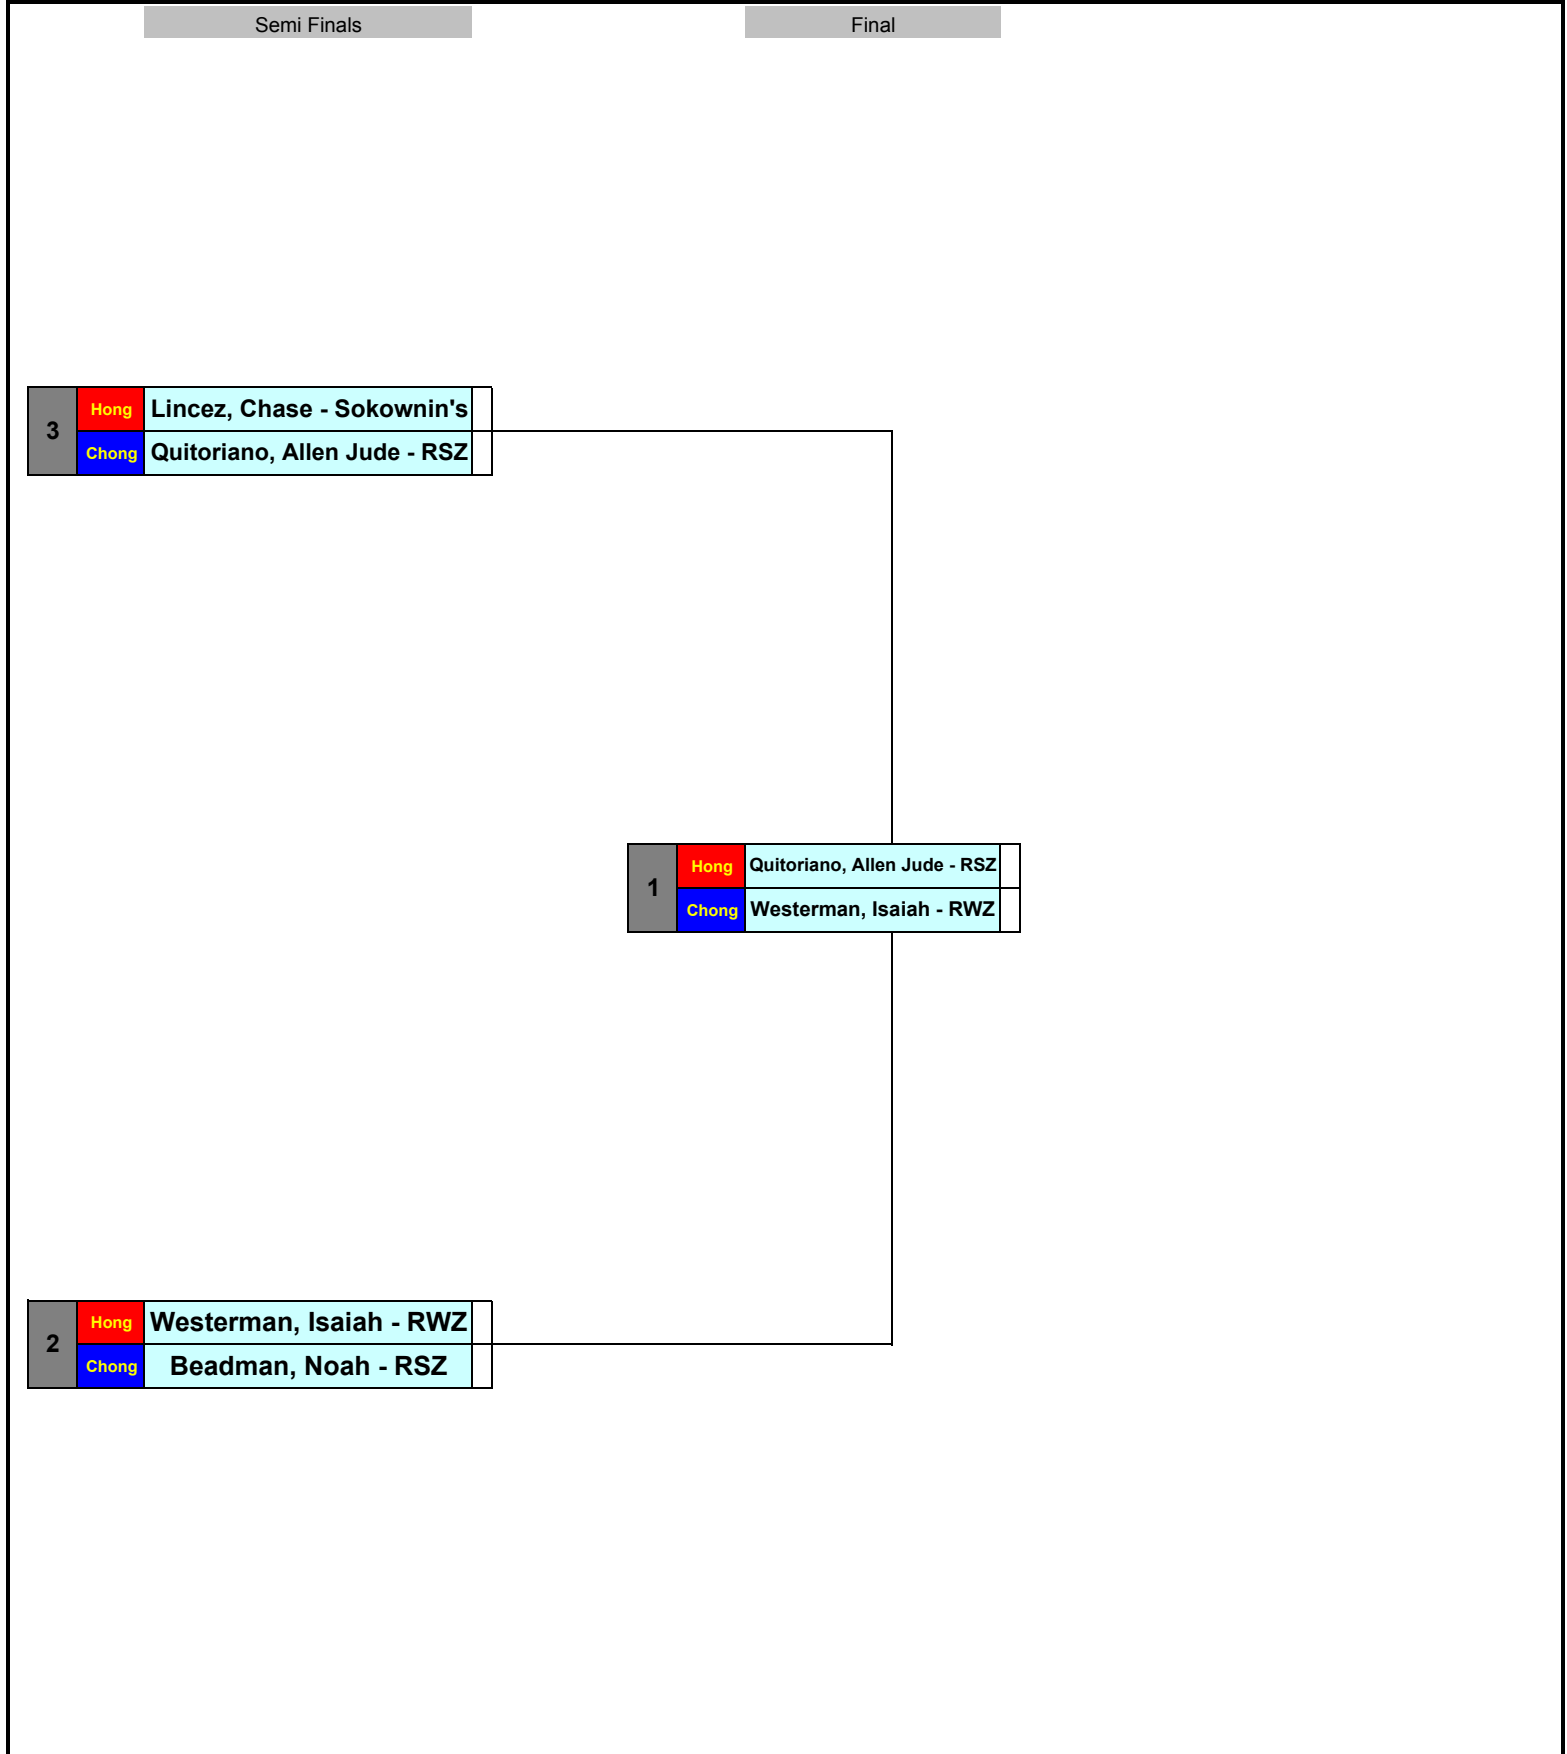 Semi Finals
Final
3
Hong
Lincez, Chase - Sokownin's
Chong
Quitoriano, Allen Jude - RSZ
1
Hong
Quitoriano, Allen Jude - RSZ
Chong
Westerman, Isaiah - RWZ
2
Hong
Westerman, Isaiah - RWZ
Chong
Beadman, Noah - RSZ